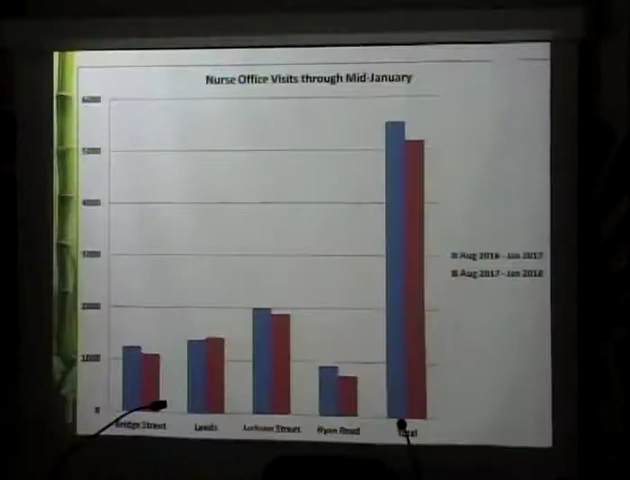 Nurse Office Visits through Mid-January
6000
5000
4000
3000
2000
1000
0
Aug 2016 - Jan 2017
Aug 2017 - Jan 2018
Bridge Street
Leeds
Jackson Street
Ryan Road
Total